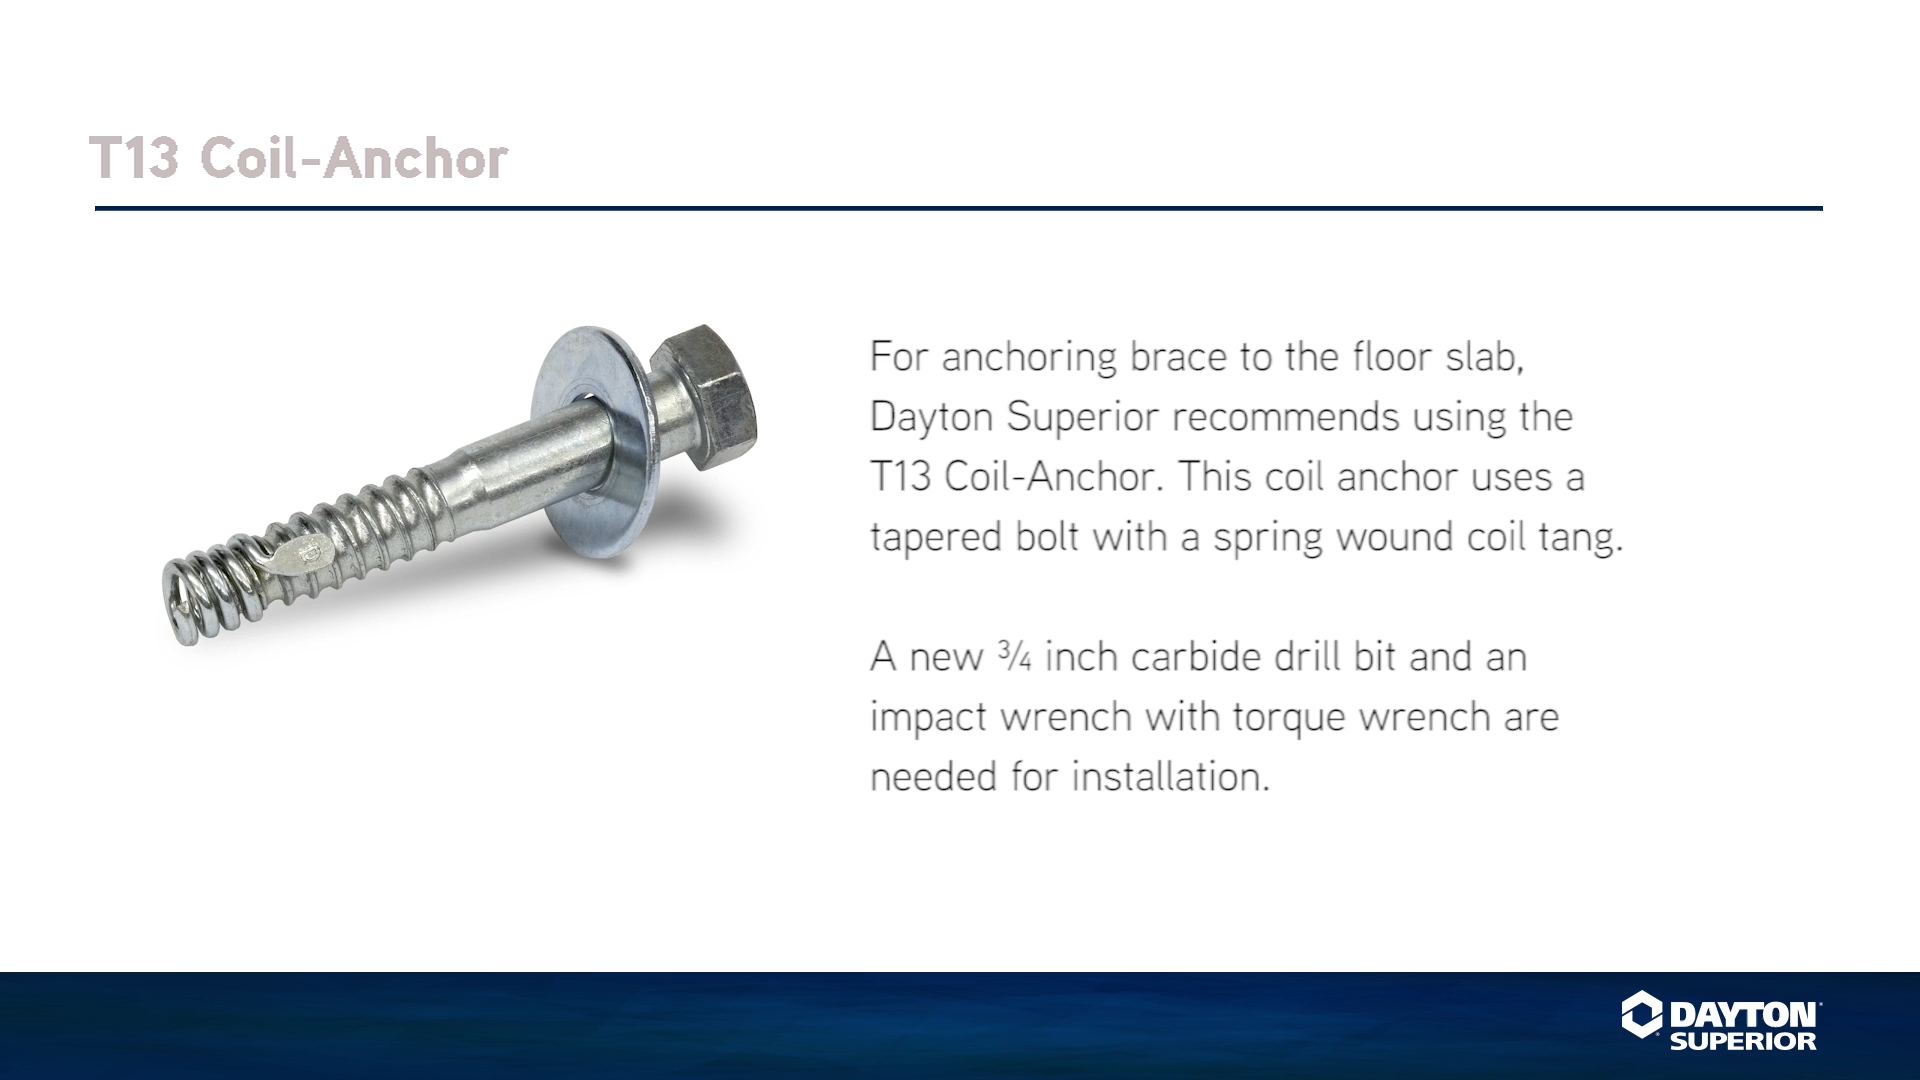 T13 Coil-Anchor
For anchoring brace to the floor slab,
Dayton Superior recommends using the
T13 Coil-Anchor. This coil anchor uses a
tapered bolt with a spring wound coil tang.
A new ¾ inch carbide drill bit and an
impact wrench with torque wrench are
needed for installation.
DAYTON
SUPERIOR